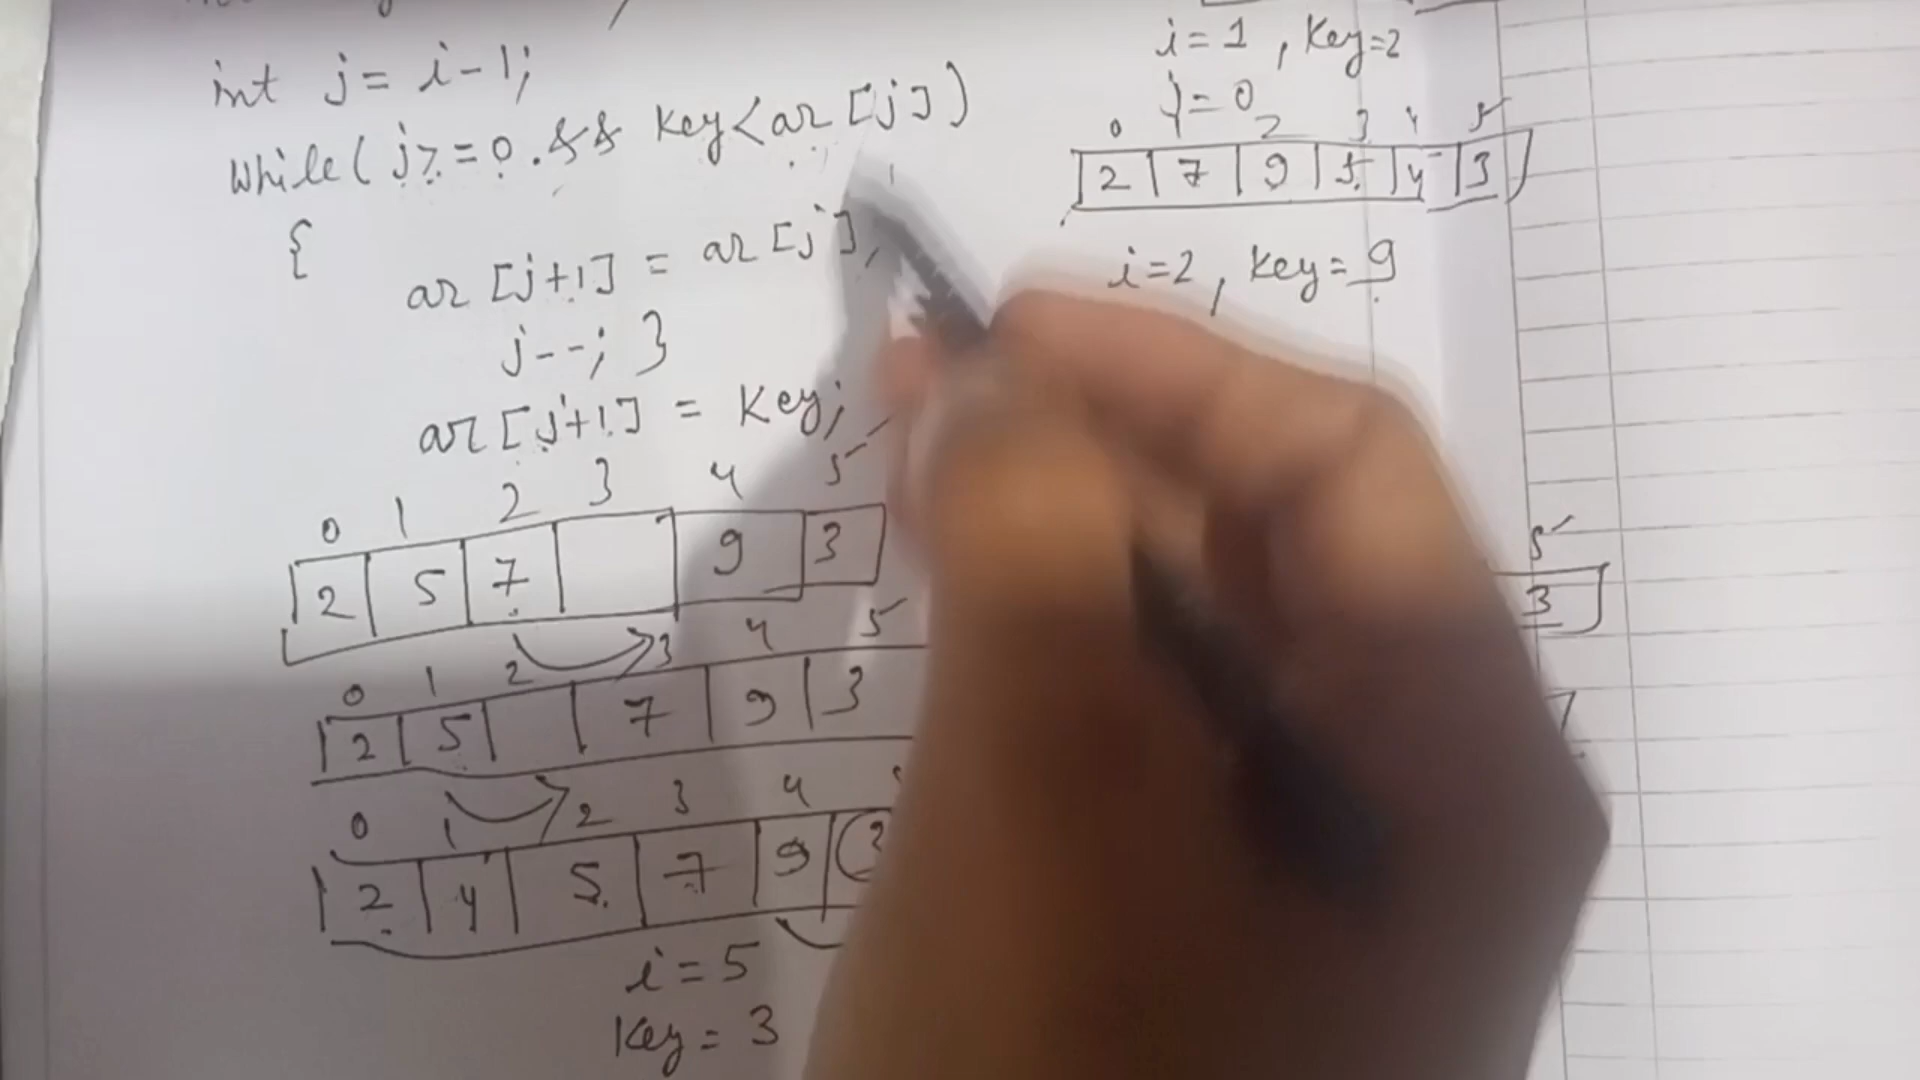 int j= i-1;
While( j>=0 && Key<ar[j])
{
ar[j+1] = ar[j];
j--; }
ar[j+1] = Key;
0 1 2 3 4 5
2 5 7 9 3
0 1 2 3 4 5
2 5 7 9 3
0 1 2 3 4
2 4 5 7 9
i=5
Key=3
i=1, Key=2
j=0
0 2 3 4 5
2 7 9 5 4 3
i=2, Key=9
5
3